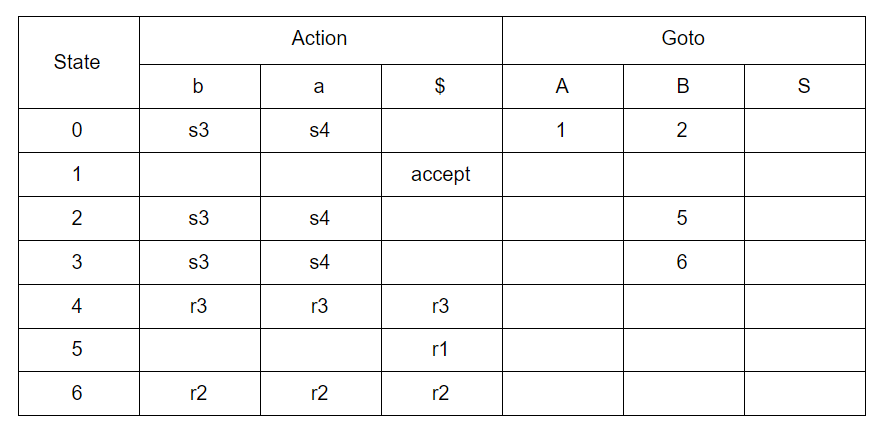 State Action Goto
b a $ A B S
0 s3 s4 1 2
1 accept
2 s3 s4 5
3 s3 s4 6
4 r3 r3 r3
5 r1
6 r2 r2 r2